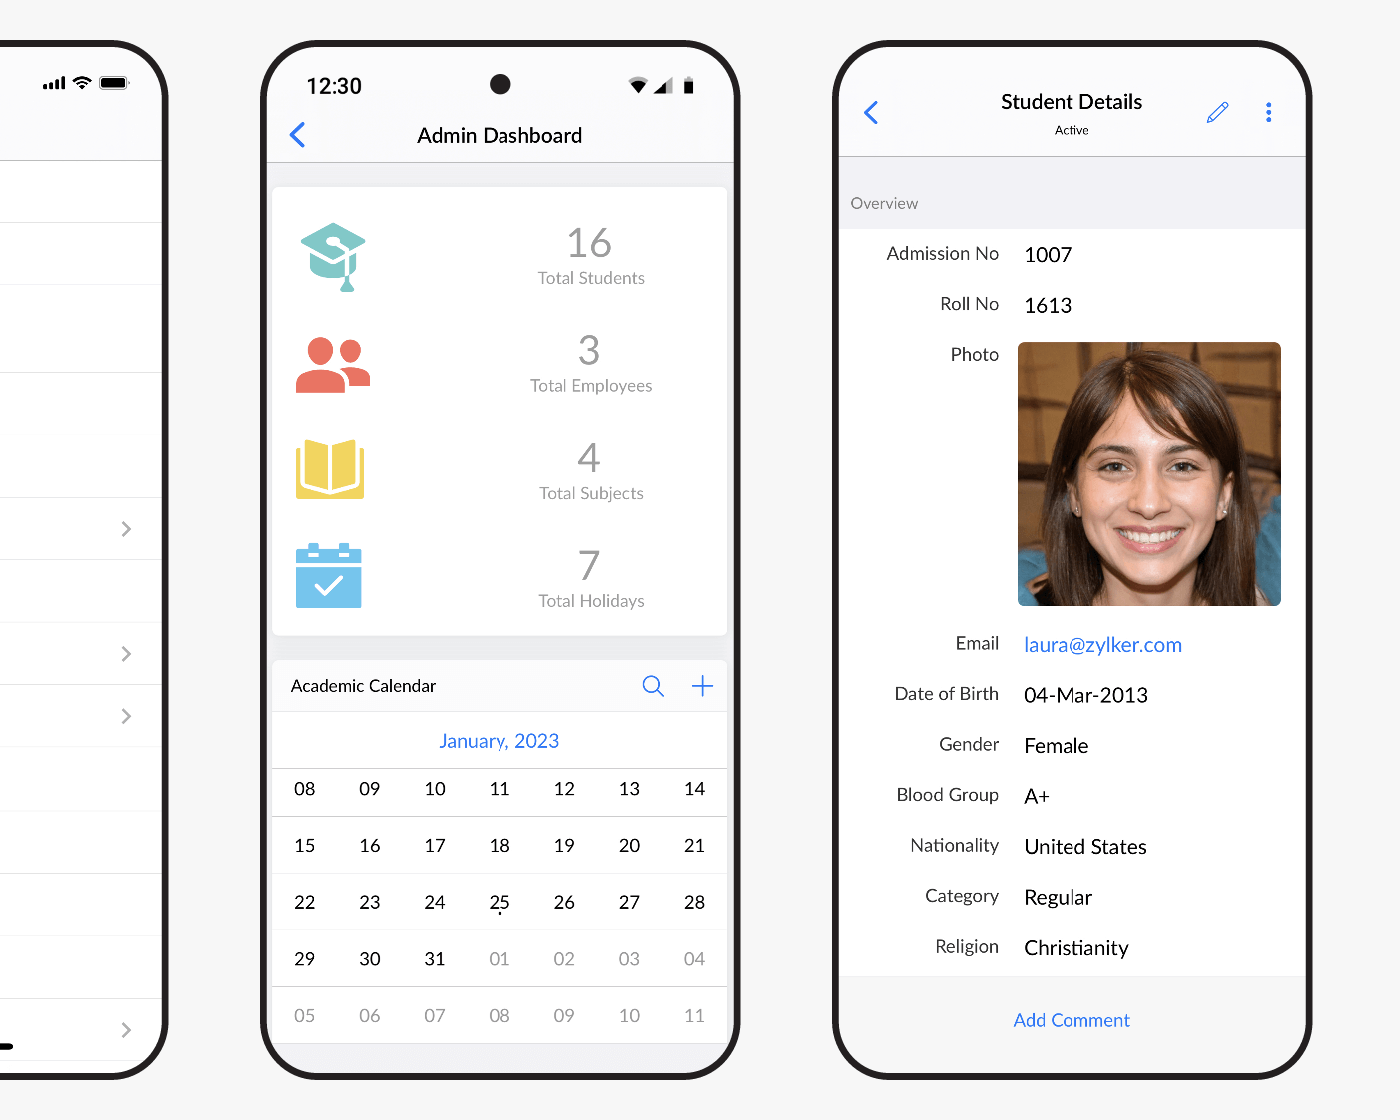 12:30
Admin Dashboard
16
Total Students
3
Total Employees
4
Total Subjects
7
Total Holidays
Academic Calendar
January, 2023
08 09 10 11 12 13 14
15 16 17 18 19 20 21
22 23 24 25 26 27 28
29 30 31 01 02 03 04
05 06 07 08 09 10 11
Student Details
Active
Overview
Admission No 1007
Roll No 1613
Photo
Email laura@zylker.com
Date of Birth 04-Mar-2013
Gender Female
Blood Group A+
Nationality United States
Category Regular
Religion Christianity
Add Comment